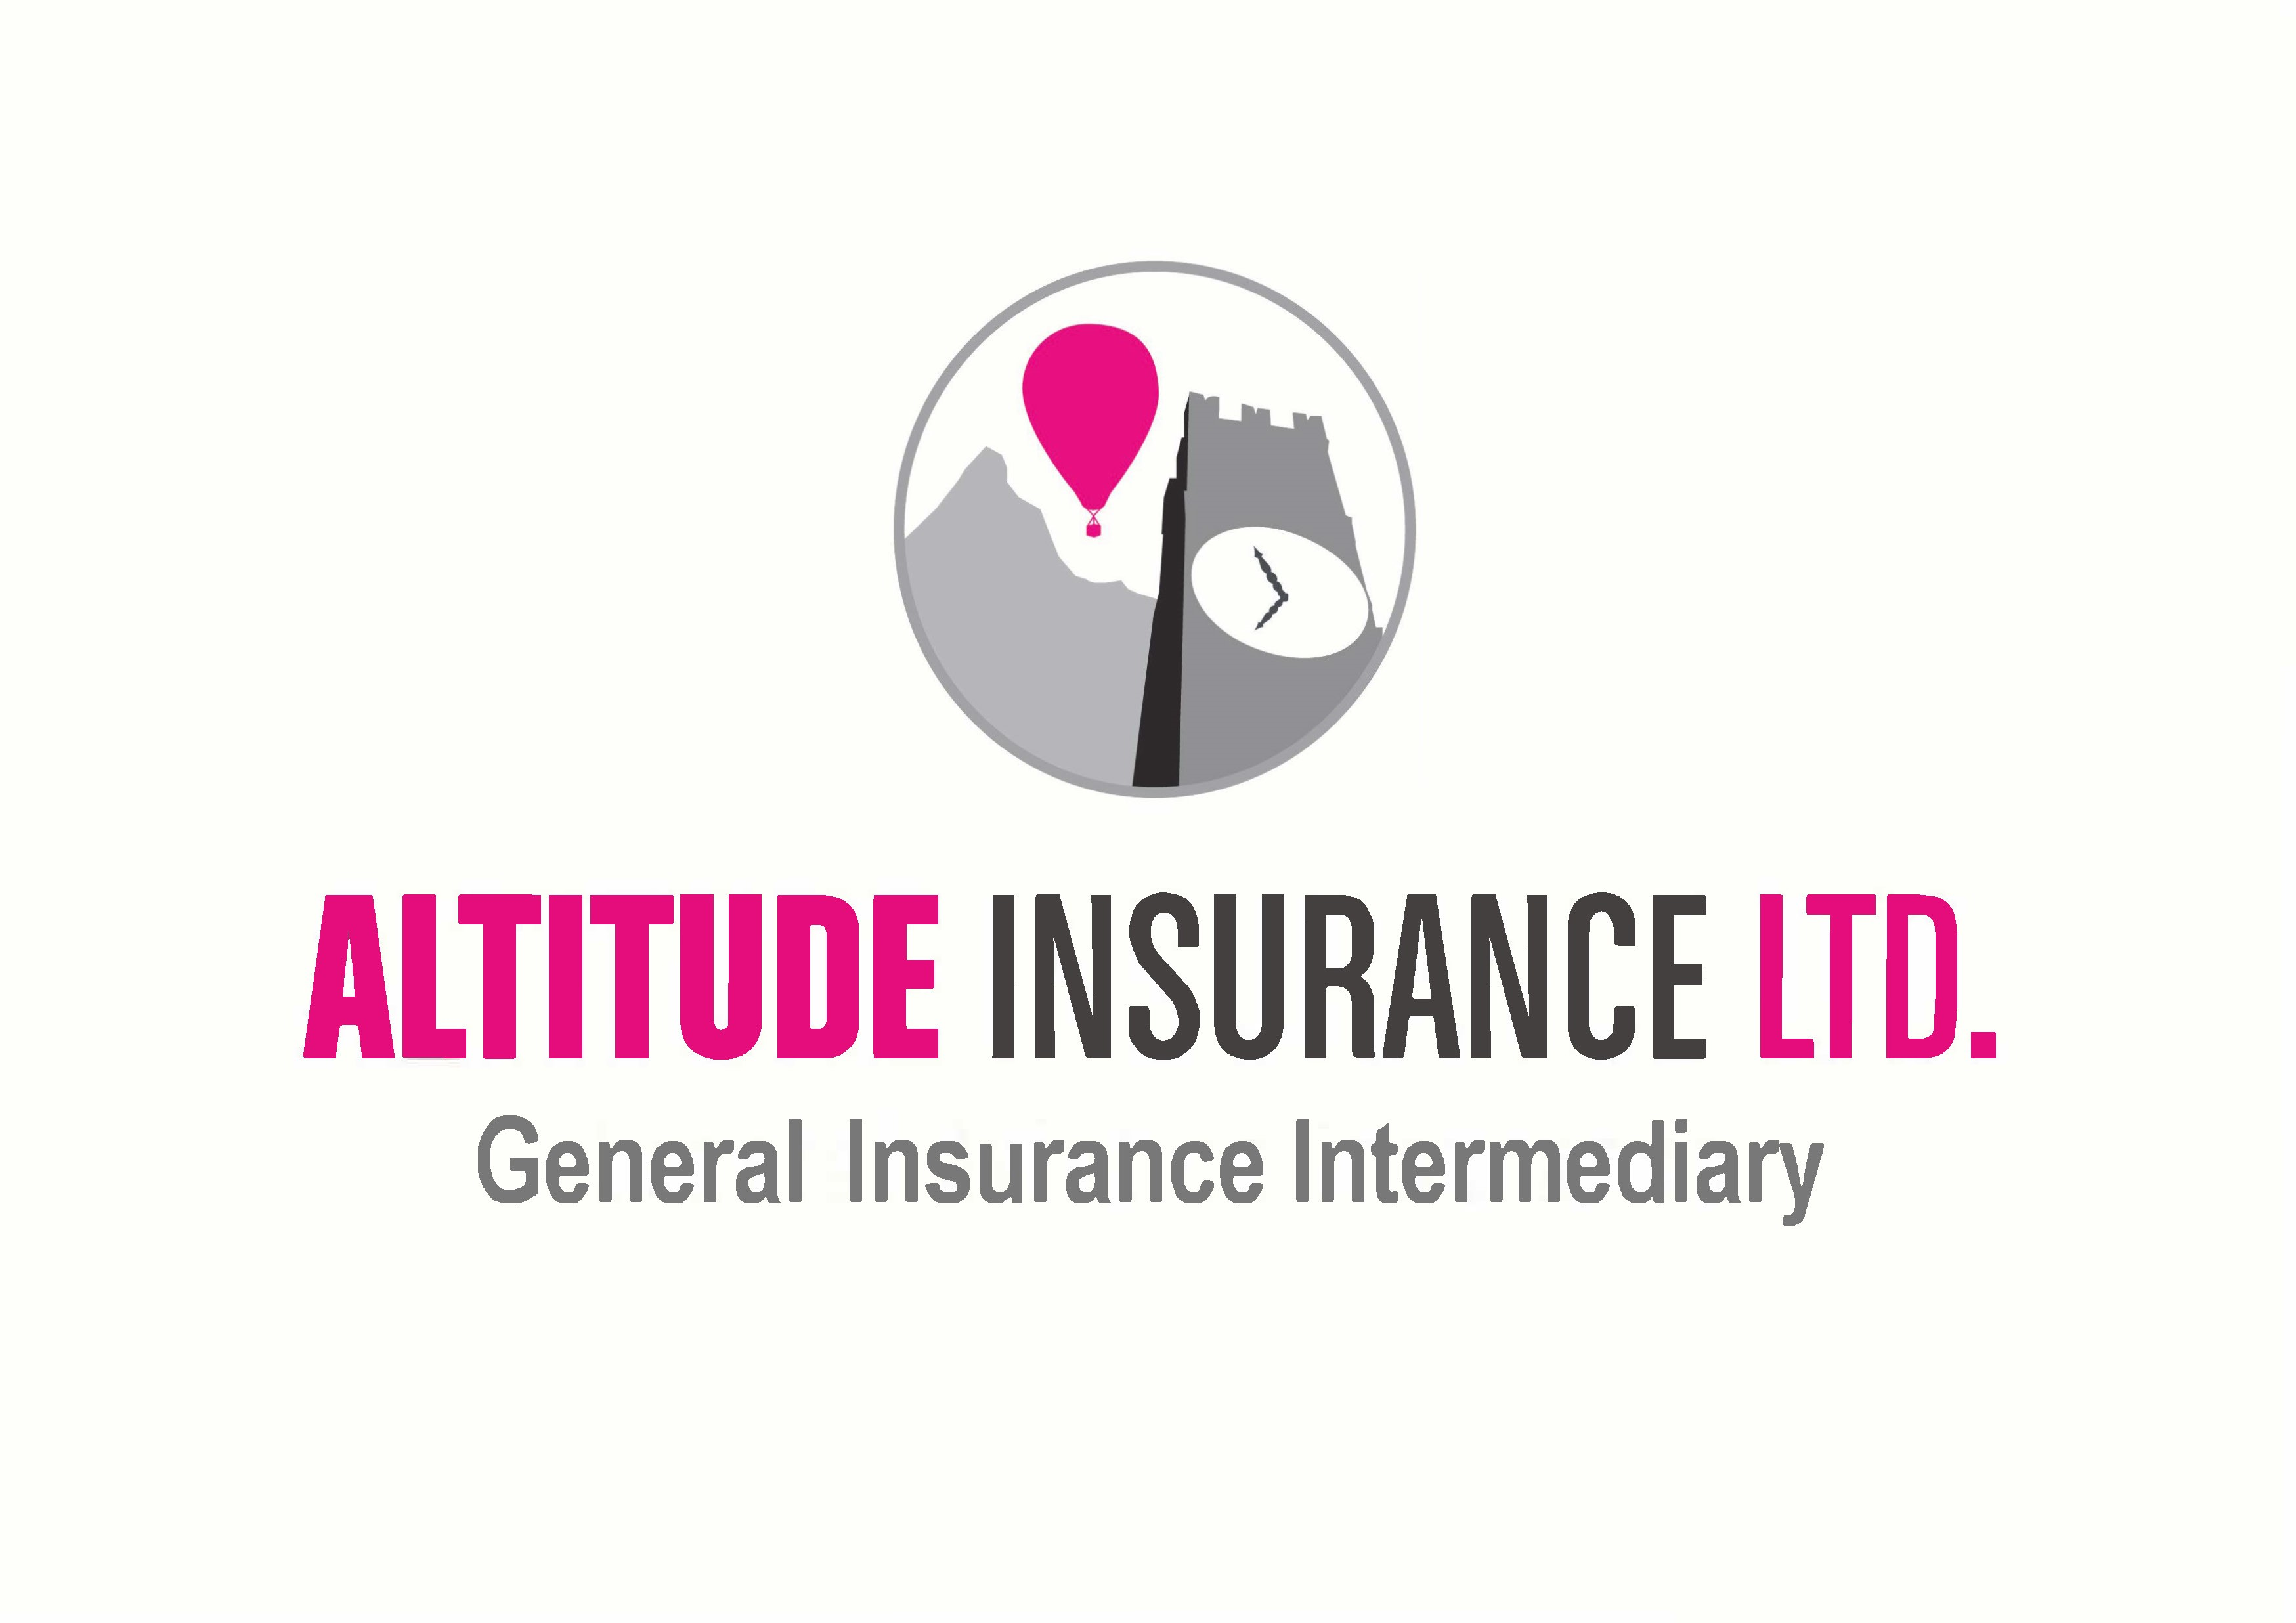 ALTITUDE INSURANCE LTD.
General Insurance Intermediary